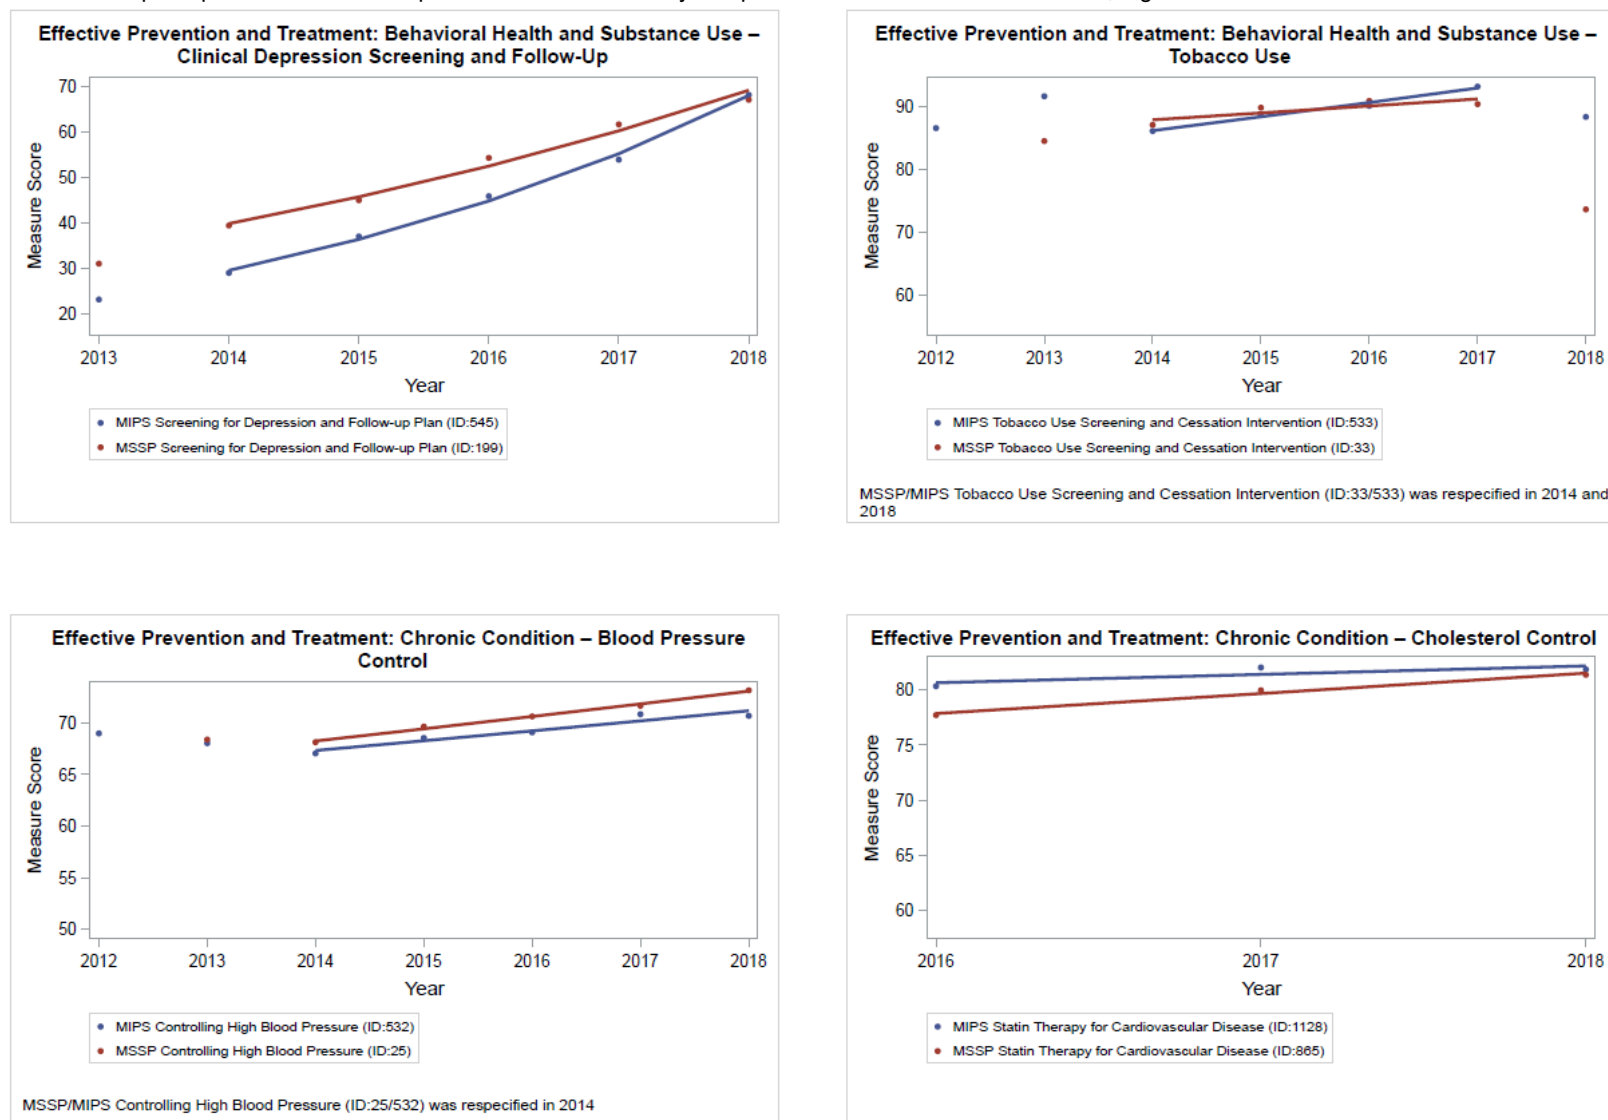 Effective Prevention and Treatment: Behavioral Health and Substance Use –
Clinical Depression Screening and Follow-Up
70
60
50
40
30
20
Measure Score
2013 2014 2015 2016 2017 2018
Year
MIPS Screening for Depression and Follow-up Plan (ID:545)
MSSP Screening for Depression and Follow-up Plan (ID:199)
Effective Prevention and Treatment: Behavioral Health and Substance Use –
Tobacco Use
90
80
70
60
Measure Score
2012 2013 2014 2015 2016 2017 2018
Year
MIPS Tobacco Use Screening and Cessation Intervention (ID:533)
MSSP Tobacco Use Screening and Cessation Intervention (ID:33)
MSSP/MIPS Tobacco Use Screening and Cessation Intervention (ID:33/533) was respecified in 2014 and
2018
Effective Prevention and Treatment: Chronic Condition – Blood Pressure
Control
70
65
60
55
50
Measure Score
2012 2013 2014 2015 2016 2017 2018
Year
MIPS Controlling High Blood Pressure (ID:532)
MSSP Controlling High Blood Pressure (ID:25)
MSSP/MIPS Controlling High Blood Pressure (ID:25/532) was respecified in 2014
Effective Prevention and Treatment: Chronic Condition – Cholesterol Control
80
75
70
65
60
Measure Score
2016 2017 2018
Year
MIPS Statin Therapy for Cardiovascular Disease (ID:1128)
MSSP Statin Therapy for Cardiovascular Disease (ID:865)